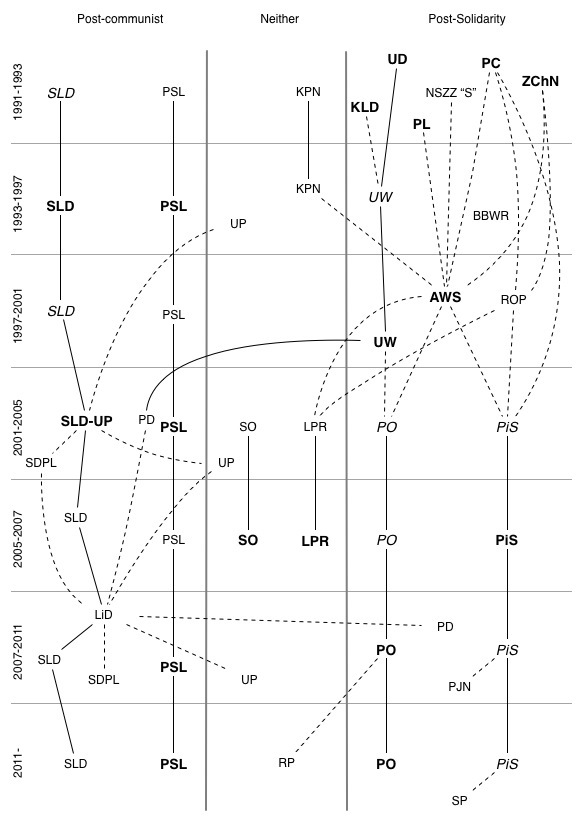 Post-communist Neither Post-Solidarity
1991-1993
SLD PSL KPN KLD UD PL NSZZ "S" PC ZChN
1993-1997
SLD PSL UP KPN UW BBWR
1997-2001
SLD PSL UW AWS ROP
2001-2005
SLD-UP PD PSL SO LPR PO PiS
SDPL UP
2005-2007
SLD PSL SO LPR PO PiS
2007-2011
LiD PD
SLD SDPL PSL UP PO PJN PiS
2011-
SLD PSL RP PO PiS
SP